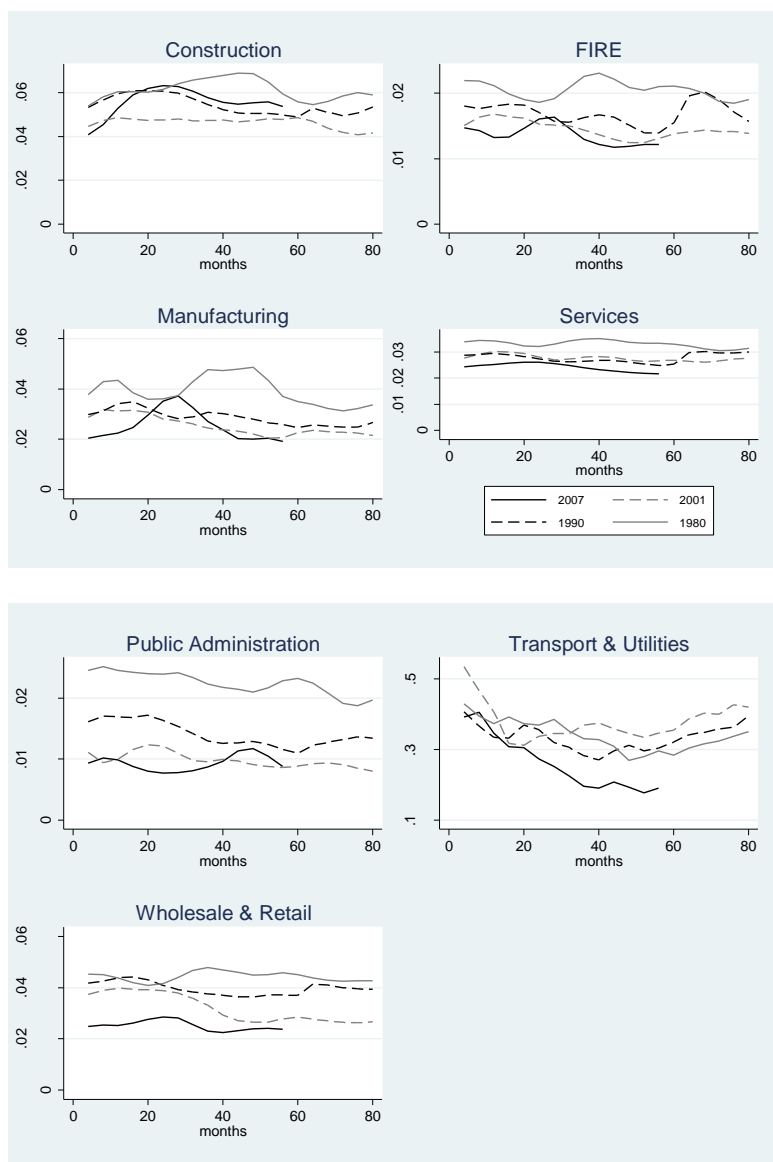 Construction
.06
.04
.02
0
0 20 40 60 80
months
FIRE
.02
.01
0
0 20 40 60 80
months
Manufacturing
.06
.04
.02
0
0 20 40 60 80
months
Services
.03
.02
.01
0
0 20 40 60 80
months
2007 2001
1990 1980
Public Administration
.02
.01
0
0 20 40 60 80
months
Transport & Utilities
.5
.3
.1
0 20 40 60 80
months
Wholesale & Retail
.06
.04
.02
0
0 20 40 60 80
months